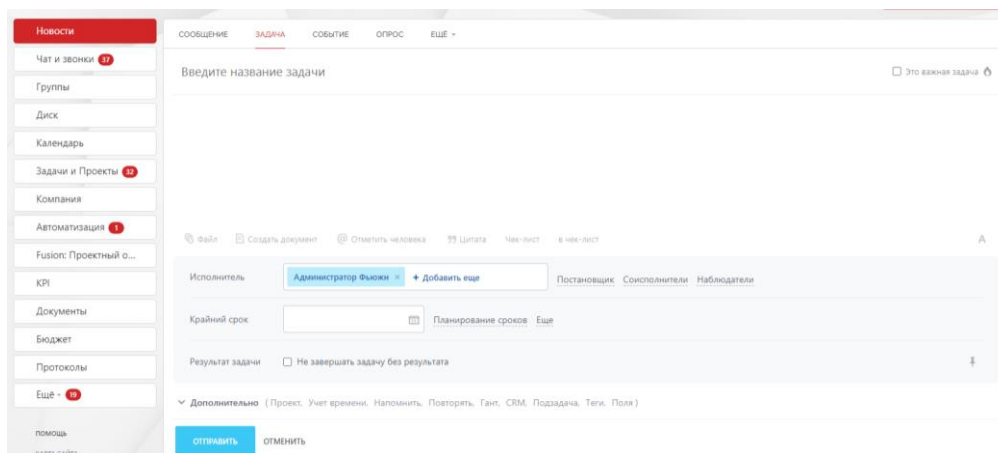 Новости
Чат и звонки 37
Группы
Диск
Календарь
Задачи и Проекты 32
Компания
Автоматизация 1
Fusion: Проектный о...
KPI
Документы
Бюджет
Протоколы
Ещё 19
ПОМОЩЬ
КАРТА САЙТА
СООБЩЕНИЕ ЗАДАЧА СОБЫТИЕ ОПРОС ЕЩЁ
Введите название задачи Это важная задача
Файл Создать документ @ Отметить человека Цитата Чек-лист в чек-лист A
Исполнитель Администратор Фьюжн × + Добавить еще Постановщик Соисполнители Наблюдатели
Крайний срок Планирование сроков Еще
Результат задачи Не завершать задачу без результата
Дополнительно (Проект, Учет времени, Напомнить, Повторять, Гант, CRM, Подзадача, Теги, Поля)
ОТПРАВИТЬ ОТМЕНИТЬ